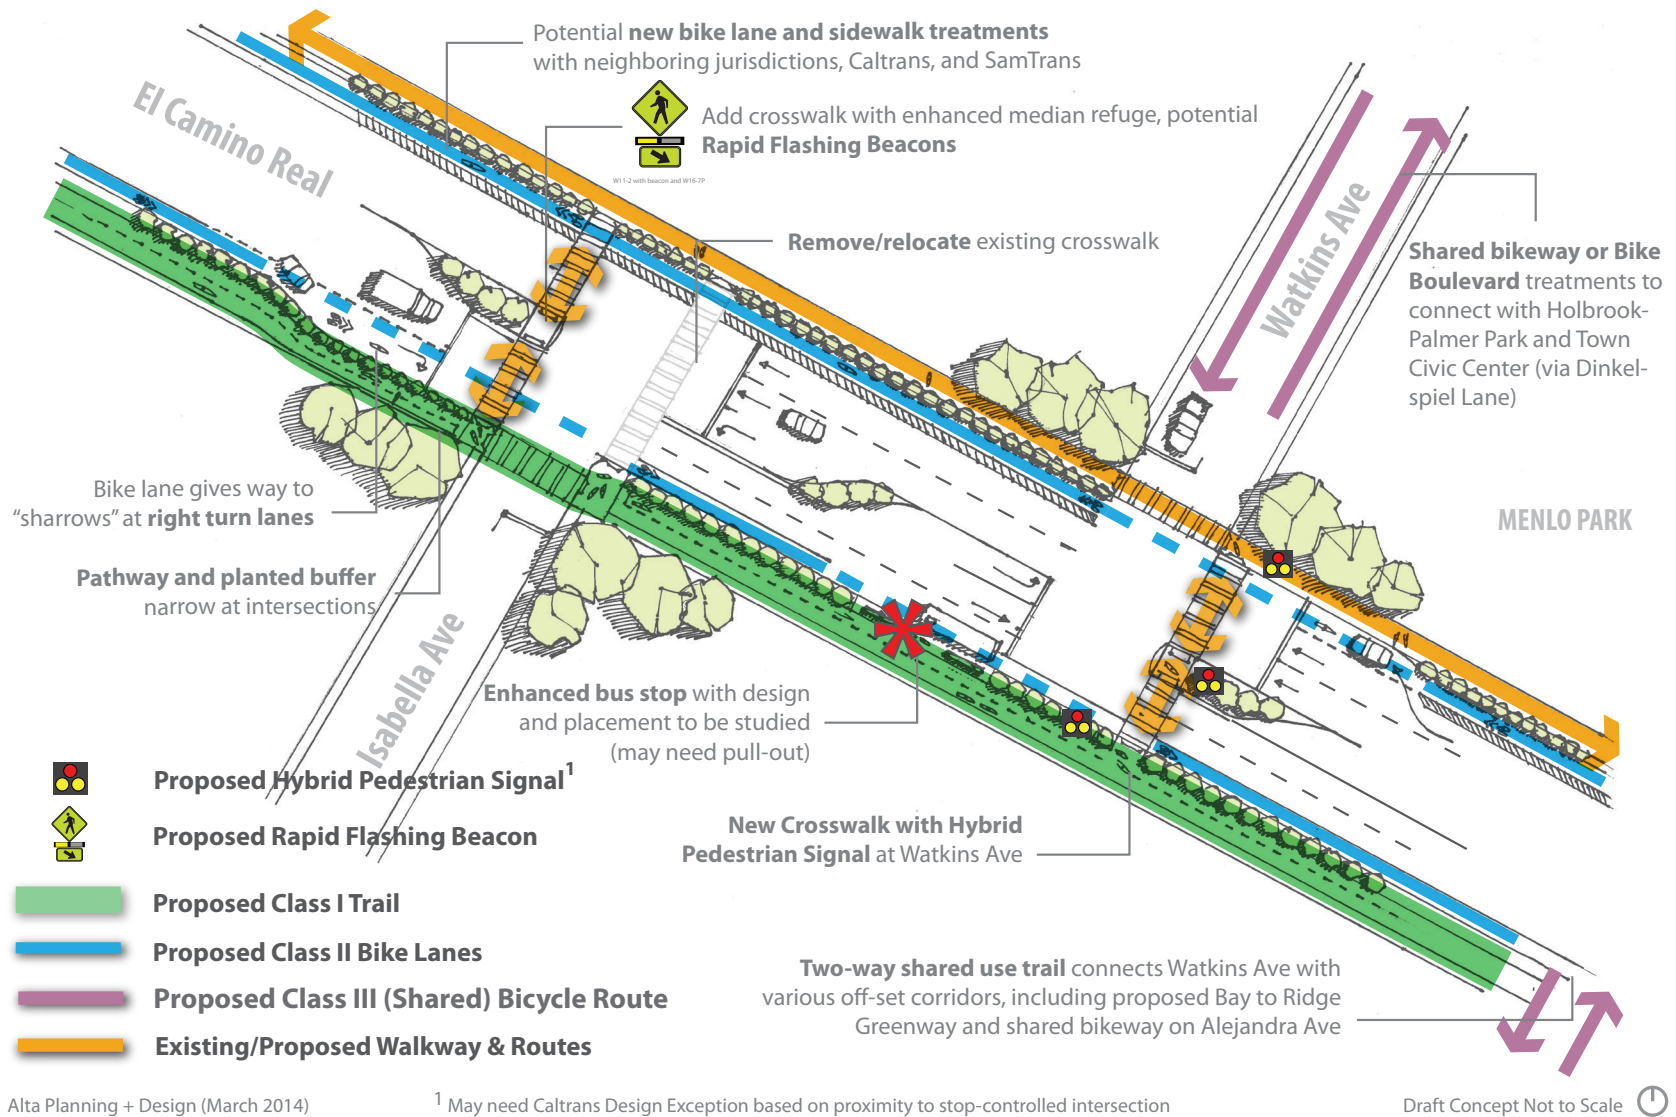 Potential new bike lane and sidewalk treatments
with neighboring jurisdictions, Caltrans, and SamTrans
El Camino Real
Add crosswalk with enhanced median refuge, potential
Rapid Flashing Beacons
W11-2 with beacon and W16-7P
Remove/relocate existing crosswalk
Watkins Ave
Shared bikeway or Bike
Boulevard treatments to
connect with Holbrook-
Palmer Park and Town
Civic Center (via Dinkel-
spiel Lane)
MENLO PARK
Bike lane gives way to
“sharrows” at right turn lanes
Pathway and planted buffer
narrow at intersections
Isabella Ave
Enhanced bus stop with design
and placement to be studied
(may need pull-out)
New Crosswalk with Hybrid
Pedestrian Signal at Watkins Ave
Two-way shared use trail connects Watkins Ave with
various off-set corridors, including proposed Bay to Ridge
Greenway and shared bikeway on Alejandra Ave
Proposed Hybrid Pedestrian Signal1
Proposed Rapid Flashing Beacon
Proposed Class I Trail
Proposed Class II Bike Lanes
Proposed Class III (Shared) Bicycle Route
Existing/Proposed Walkway & Routes
Alta Planning + Design (March 2014)
1 May need Caltrans Design Exception based on proximity to stop-controlled intersection
Draft Concept Not to Scale